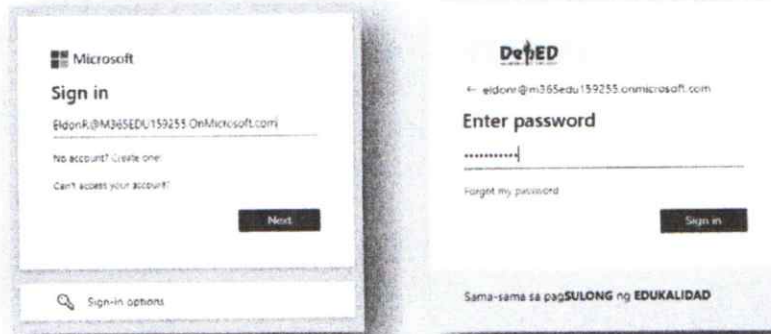 Microsoft
Sign in
EldonR@M365EDU159255.OnMicrosoft.com
No account? Create one!
Can't access your account?
Next
Sign-in options
DepED
← eldonr@m365edu159255.onmicrosoft.com
Enter password
Forgot my password
Sign in
Sama-sama sa pagSULONG ng EDUKALIDAD